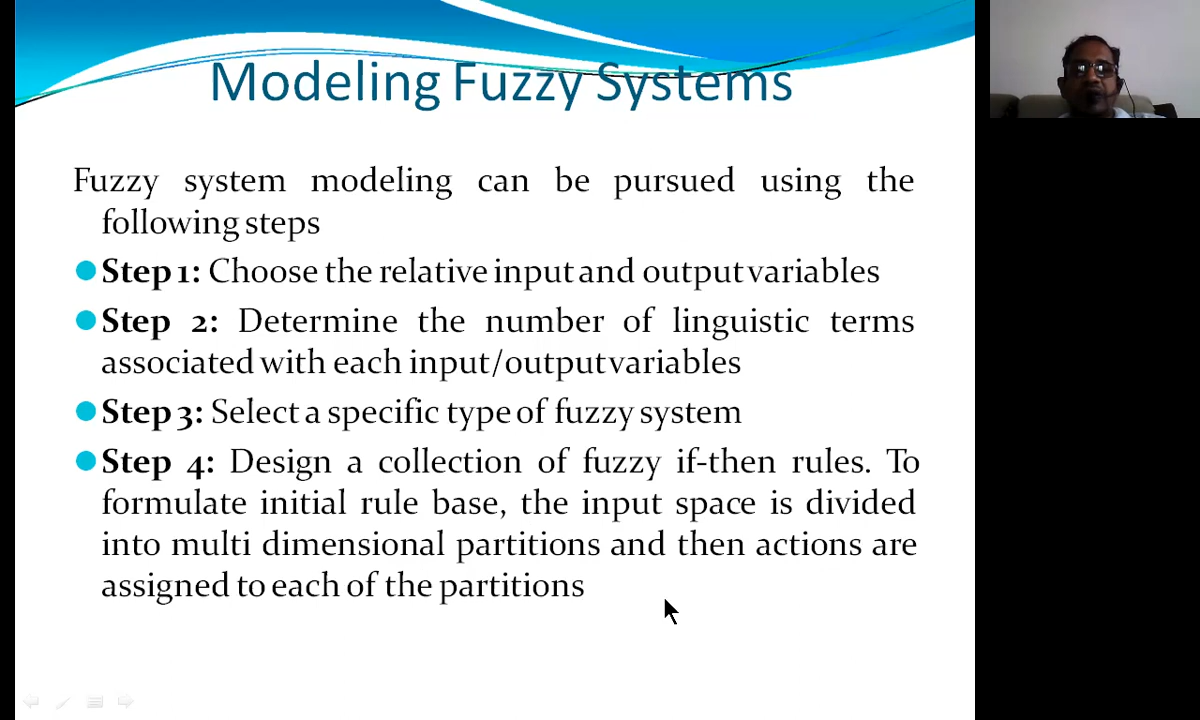 Modeling Fuzzy Systems
Fuzzy system modeling can be pursued using the
following steps
Step 1: Choose the relative input and output variables
Step 2: Determine the number of linguistic terms
associated with each input/output variables
Step 3: Select a specific type of fuzzy system
Step 4: Design a collection of fuzzy if-then rules. To
formulate initial rule base, the input space is divided
into multi dimensional partitions and then actions are
assigned to each of the partitions